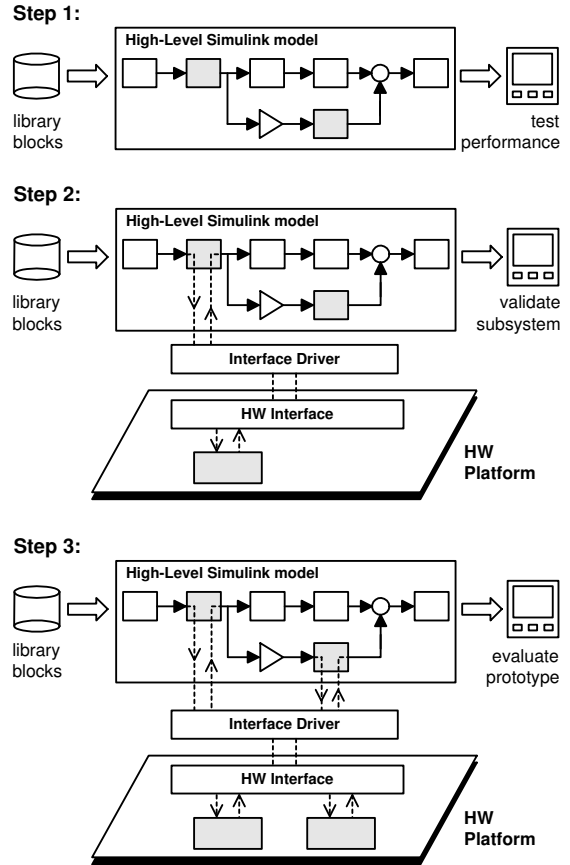 Step 1:
High-Level Simulink model
library
blocks
test
performance
Step 2:
High-Level Simulink model
library
blocks
validate
subsystem
Interface Driver
HW Interface
HW
Platform
Step 3:
High-Level Simulink model
library
blocks
evaluate
prototype
Interface Driver
HW Interface
HW
Platform